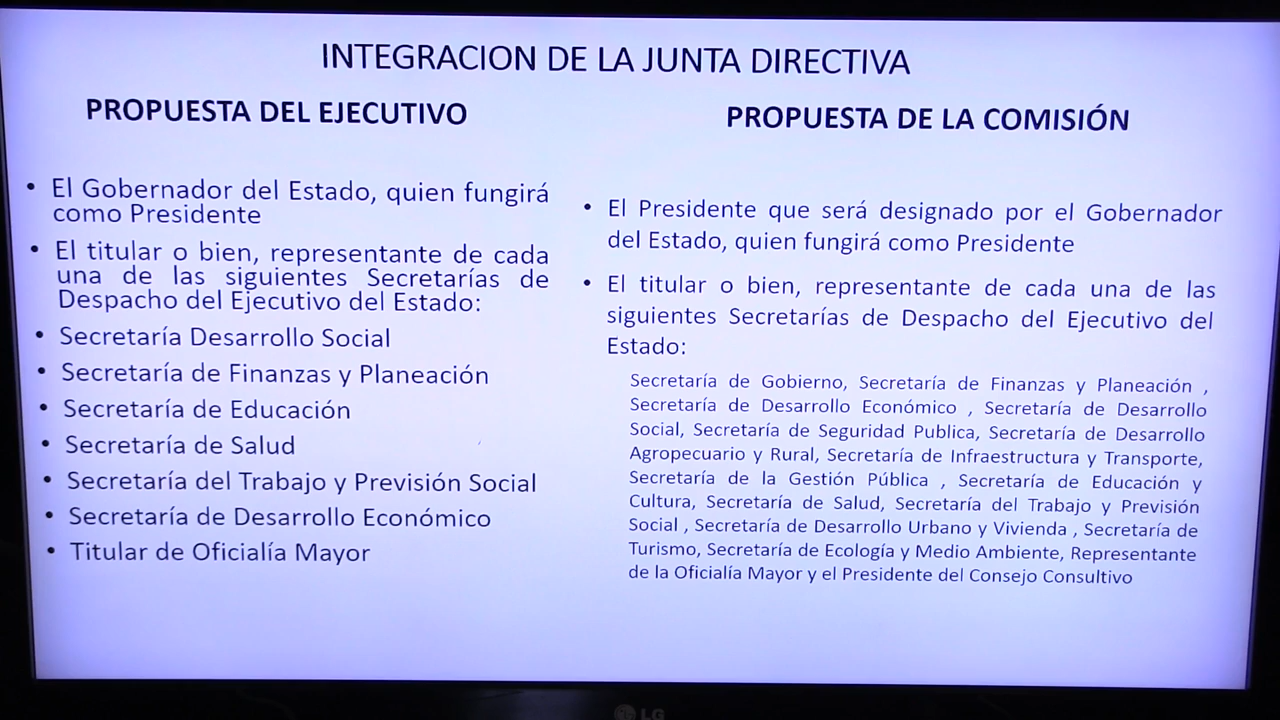 INTEGRACION DE LA JUNTA DIRECTIVA
PROPUESTA DEL EJECUTIVO
• El Gobernador del Estado, quien fungirá
como Presidente
• El titular o bien, representante de cada
una de las siguientes Secretarías de
Despacho del Ejecutivo del Estado:
• Secretaría Desarrollo Social
• Secretaría de Finanzas y Planeación
• Secretaría de Educación
• Secretaría de Salud
• Secretaría del Trabajo y Previsión Social
• Secretaría de Desarrollo Económico
• Titular de Oficialía Mayor
PROPUESTA DE LA COMISIÓN
• El Presidente que será designado por el Gobernador
del Estado, quien fungirá como Presidente
• El titular o bien, representante de cada una de las
siguientes Secretarías de Despacho del Ejecutivo del
Estado:
Secretaría de Gobierno, Secretaría de Finanzas y Planeación ,
Secretaría de Desarrollo Económico , Secretaría de Desarrollo
Social, Secretaría de Seguridad Publica, Secretaría de Desarrollo
Agropecuario y Rural, Secretaría de Infraestructura y Transporte,
Secretaría de la Gestión Pública , Secretaría de Educación y
Cultura, Secretaría de Salud, Secretaría del Trabajo y Previsión
Social , Secretaría de Desarrollo Urbano y Vivienda , Secretaría de
Turismo, Secretaría de Ecología y Medio Ambiente, Representante
de la Oficialía Mayor y el Presidente del Consejo Consultivo
LG